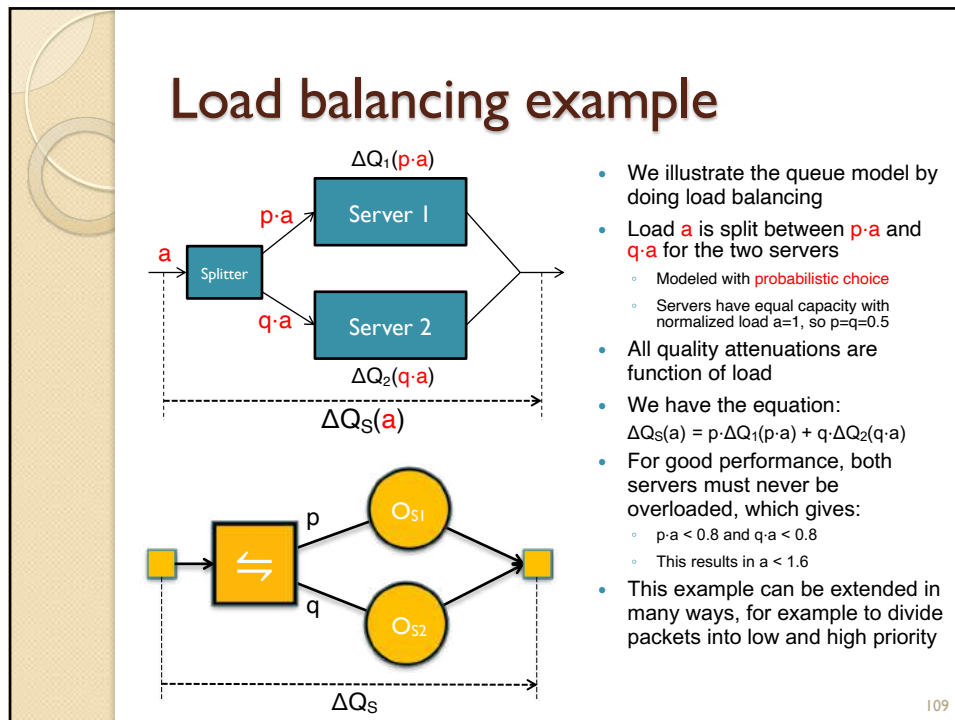 Load balancing example
ΔQ₁(p·a)
Server 1
p·a
a
Splitter
q·a
Server 2
ΔQ₂(q·a)
ΔQ_S(a)
p
O_S1
⇋
q
O_S2
ΔQ_S
• We illustrate the queue model by
doing load balancing
• Load a is split between p·a and
q·a for the two servers
◦ Modeled with probabilistic choice
◦ Servers have equal capacity with
normalized load a=1, so p=q=0.5
• All quality attenuations are
function of load
• We have the equation:
ΔQ_S(a) = p·ΔQ₁(p·a) + q·ΔQ₂(q·a)
• For good performance, both
servers must never be
overloaded, which gives:
◦ p·a < 0.8 and q·a < 0.8
◦ This results in a < 1.6
• This example can be extended in
many ways, for example to divide
packets into low and high priority
109